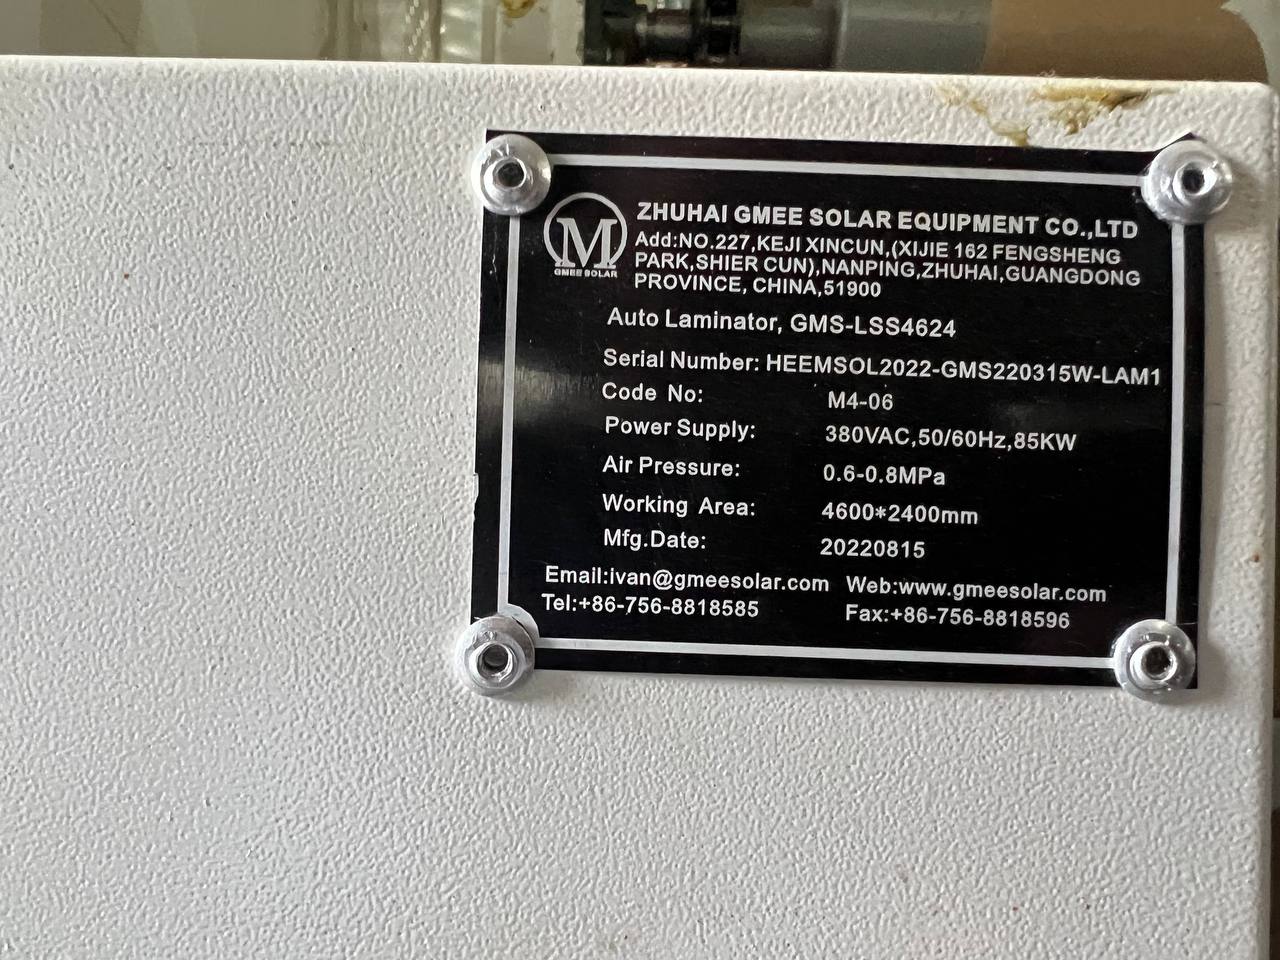 ZHUHAI GMEE SOLAR EQUIPMENT CO.,LTD
Add:NO.227,KEJI XINCUN,(XIJIE 162 FENGSHENG
PARK,SHIER CUN),NANPING,ZHUHAI,GUANGDONG
PROVINCE, CHINA,51900
M
GMEE SOLAR
Auto Laminator, GMS-LSS4624
Serial Number: HEEMSOL2022-GMS220315W-LAM1
Code No: M4-06
Power Supply: 380VAC,50/60Hz,85KW
Air Pressure: 0.6-0.8MPa
Working Area: 4600*2400mm
Mfg.Date: 20220815
Email:ivan@gmeesolar.com Web:www.gmeesolar.com
Tel:+86-756-8818585 Fax:+86-756-8818596